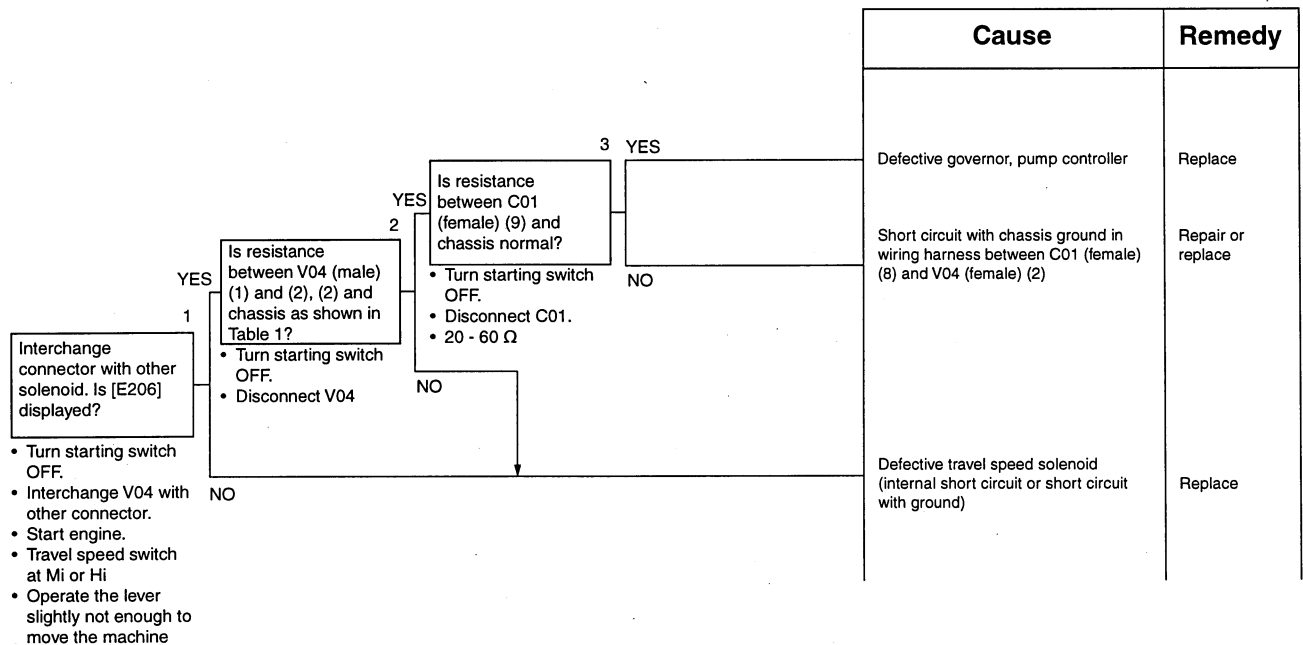 Cause
Remedy
3 YES
Defective governor, pump controller
Replace
YES
Is resistance
between C01
(female) (9) and
chassis normal?
2
Short circuit with chassis ground in
wiring harness between C01 (female)
(8) and V04 (female) (2)
Repair or
replace
NO
• Turn starting switch
OFF.
• Disconnect C01.
• 20 - 60 Ω
YES
Is resistance
between V04 (male)
(1) and (2), (2) and
chassis as shown in
Table 1?
• Turn starting switch
OFF.
• Disconnect V04
NO
1
Interchange
connector with other
solenoid. Is [E206]
displayed?
• Turn starting switch
OFF.
• Interchange V04 with
other connector.
• Start engine.
• Travel speed switch
at Mi or Hi
• Operate the lever
slightly not enough to
move the machine
NO
Defective travel speed solenoid
(internal short circuit or short circuit
with ground)
Replace